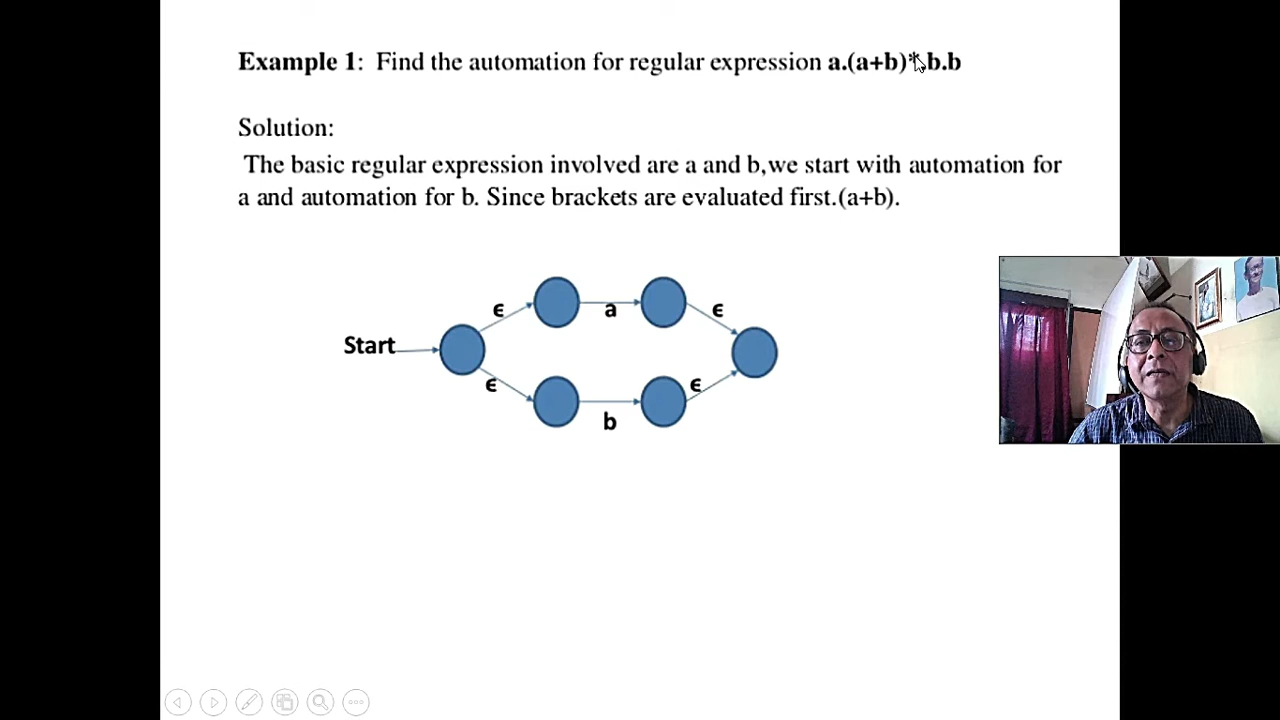 Example 1: Find the automation for regular expression a.(a+b)*.b.b
Solution:
The basic regular expression involved are a and b,we start with automation for
a and automation for b. Since brackets are evaluated first.(a+b).
ϵ a ϵ
Start
ϵ b ϵ